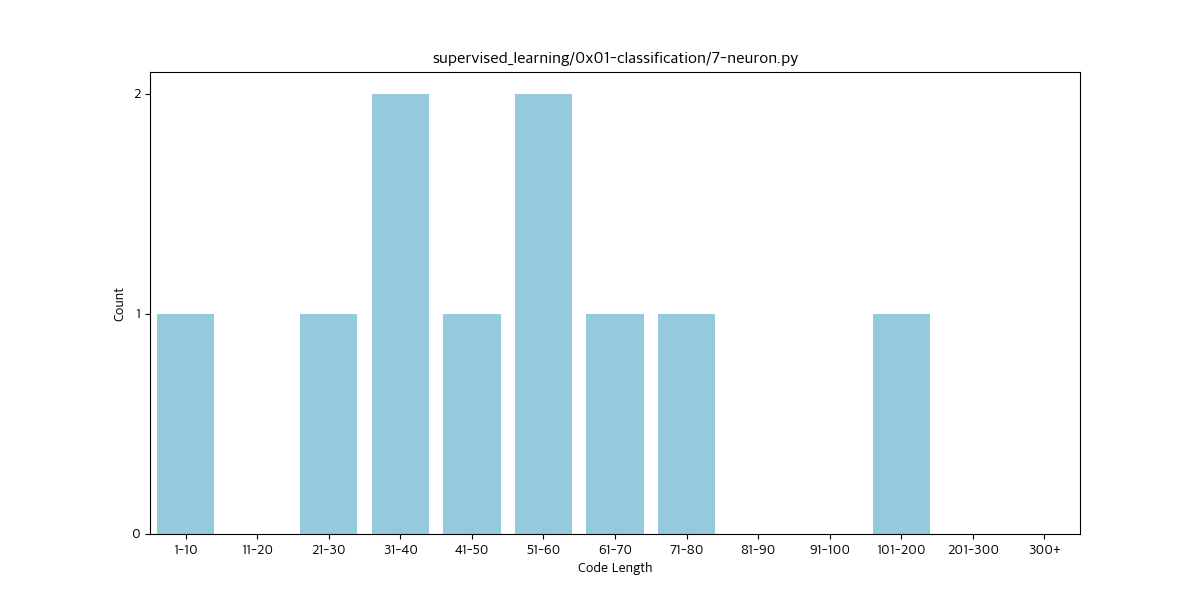 supervised_learning/0x01-classification/7-neuron.py
2
1
0
Count
1-10 11-20 21-30 31-40 41-50 51-60 61-70 71-80 81-90 91-100 101-200 201-300 300+
Code Length